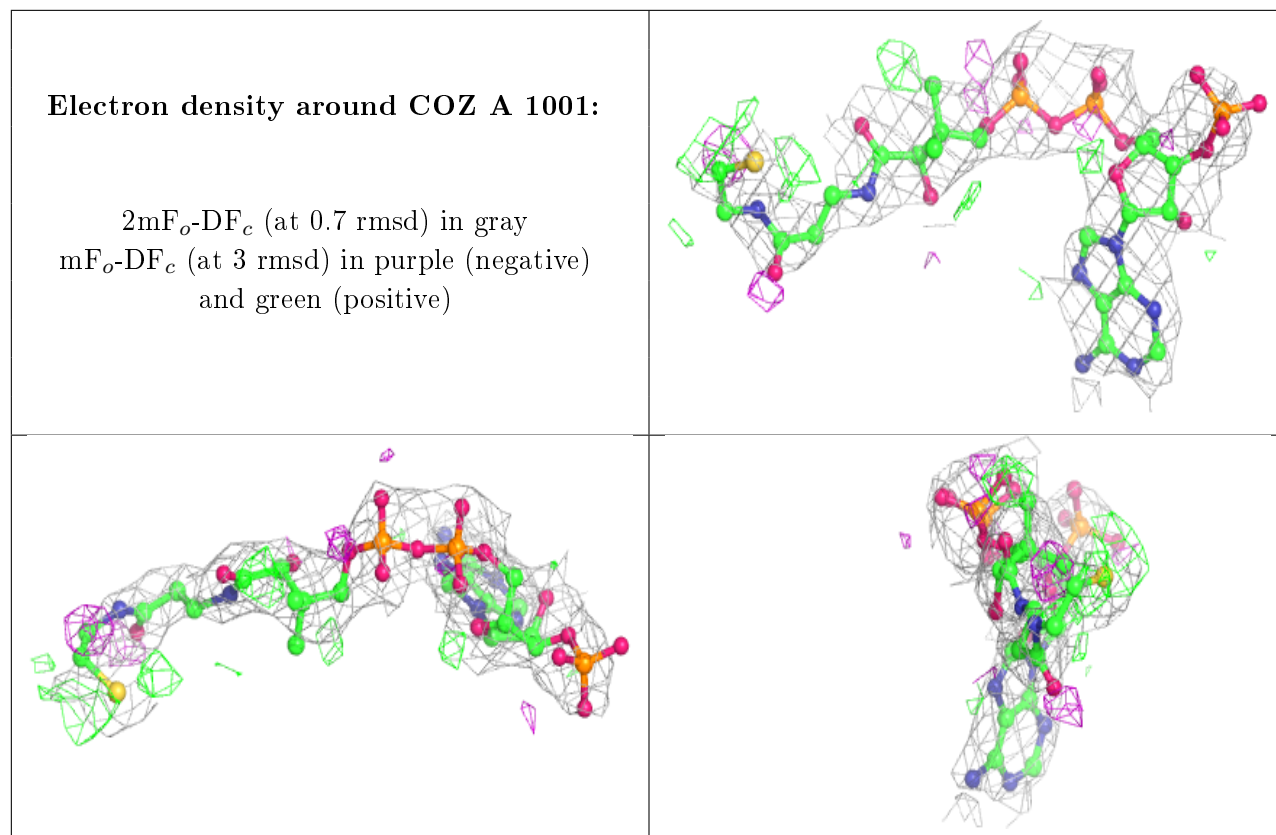 Electron density around COZ A 1001:
2mFo-DFc (at 0.7 rmsd) in gray
mFo-DFc (at 3 rmsd) in purple (negative)
and green (positive)